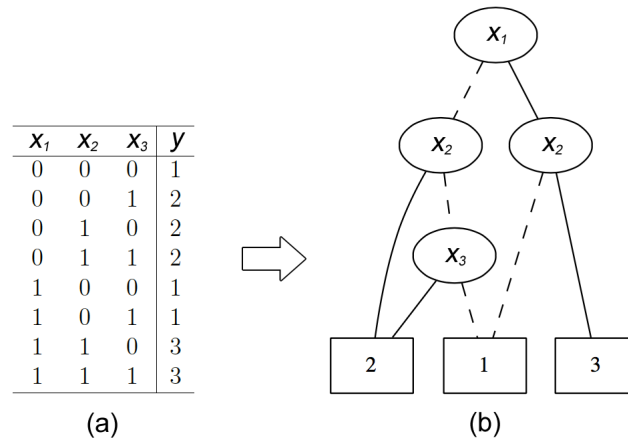 x1 x2 x3 y
0 0 0 1
0 0 1 2
0 1 0 2
0 1 1 2
1 0 0 1
1 0 1 1
1 1 0 3
1 1 1 3
(a)
x1
x2 x2
x3
2 1 3
(b)